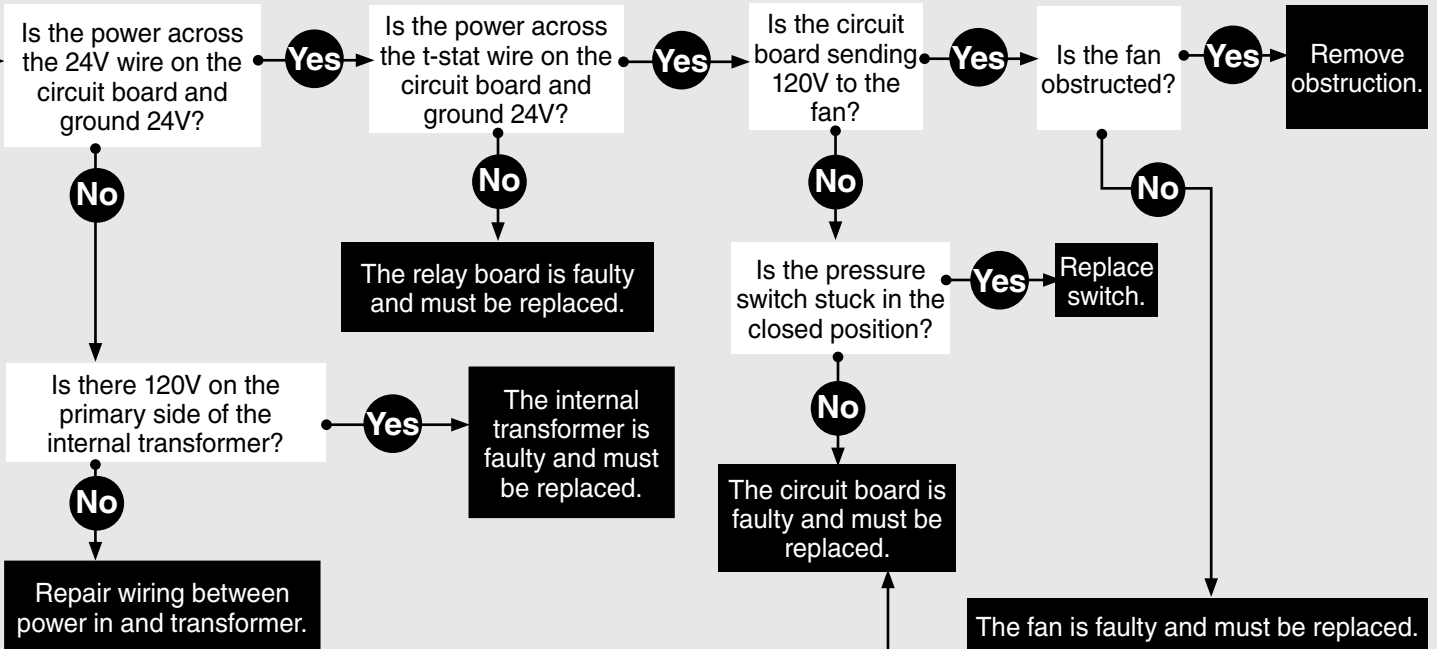 Is the power across
the 24V wire on the
circuit board and
ground 24V?
Yes
Is the power across
the t-stat wire on the
circuit board and
ground 24V?
Yes
Is the circuit
board sending
120V to the
fan?
Yes
Is the fan
obstructed?
Yes
Remove
obstruction.
No
No
No
No
The relay board is faulty
and must be replaced.
Is the pressure
switch stuck in the
closed position?
Yes
Replace
switch.
Is there 120V on the
primary side of the
internal transformer?
Yes
The internal
transformer is
faulty and must
be replaced.
No
The circuit board is
faulty and must be
replaced.
No
Repair wiring between
power in and transformer.
The fan is faulty and must be replaced.